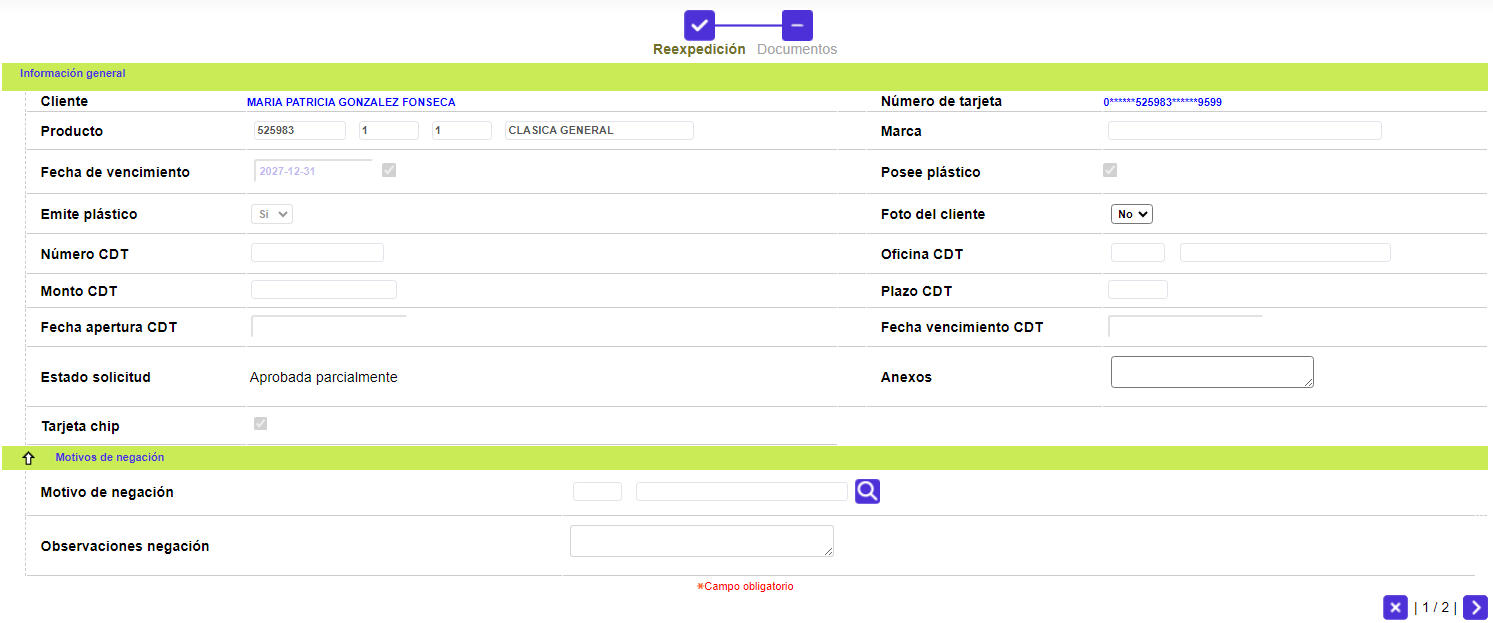 Reexpedición Documentos
Información general
Cliente MARIA PATRICIA GONZALEZ FONSECA Número de tarjeta 0******525983******9599
Producto 525983 1 1 CLASICA GENERAL Marca
Fecha de vencimiento 2027-12-31 Posee plástico
Emite plástico Si Foto del cliente No
Número CDT Oficina CDT
Monto CDT Plazo CDT
Fecha apertura CDT Fecha vencimiento CDT
Estado solicitud Aprobada parcialmente Anexos
Tarjeta chip
Motivos de negación
Motivo de negación
Observaciones negación
*Campo obligatorio
| 1 / 2 |